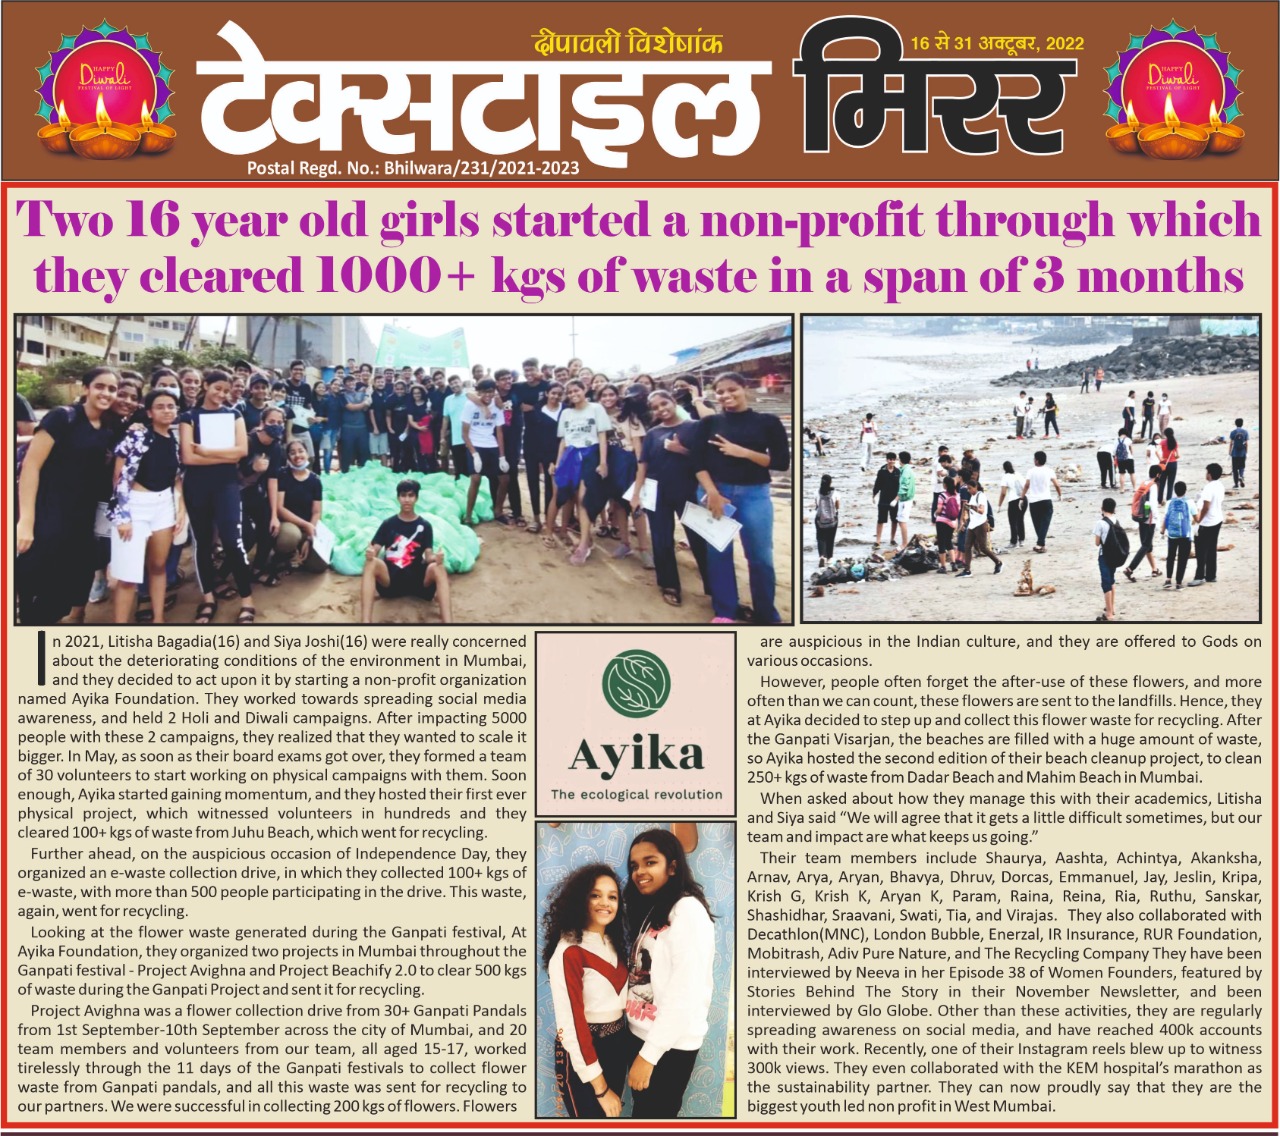 दीपावली विशेषांक
16 से 31 अक्टूबर, 2022
HAPPY
Diwali
FESTIVAL OF LIGHT
टेक्सटाइल मिरर
HAPPY
Diwali
FESTIVAL OF LIGHT
Postal Regd. No.: Bhilwara/231/2021-2023
Two 16 year old girls started a non-profit through which
they cleared 1000+ kgs of waste in a span of 3 months
In 2021, Litisha Bagadia(16) and Siya Joshi(16) were really concerned
about the deteriorating conditions of the environment in Mumbai,
and they decided to act upon it by starting a non-profit organization
named Ayika Foundation. They worked towards spreading social media
awareness, and held 2 Holi and Diwali campaigns. After impacting 5000
people with these 2 campaigns, they realized that they wanted to scale it
bigger. In May, as soon as their board exams got over, they formed a team
of 30 volunteers to start working on physical campaigns with them. Soon
enough, Ayika started gaining momentum, and they hosted their first ever
physical project, which witnessed volunteers in hundreds and they
cleared 100+ kgs of waste from Juhu Beach, which went for recycling.
Further ahead, on the auspicious occasion of Independence Day, they
organized an e-waste collection drive, in which they collected 100+ kgs of
e-waste, with more than 500 people participating in the drive. This waste,
again, went for recycling.
Looking at the flower waste generated during the Ganpati festival, At
Ayika Foundation, they organized two projects in Mumbai throughout the
Ganpati festival - Project Avighna and Project Beachify 2.0 to clear 500 kgs
of waste during the Ganpati Project and sent it for recycling.
Project Avighna was a flower collection drive from 30+ Ganpati Pandals
from 1st September-10th September across the city of Mumbai, and 20
team members and volunteers from our team, all aged 15-17, worked
tirelessly through the 11 days of the Ganpati festivals to collect flower
waste from Ganpati pandals, and all this waste was sent for recycling to
our partners. We were successful in collecting 200 kgs of flowers. Flowers
Ayika
The ecological revolution
are auspicious in the Indian culture, and they are offered to Gods on
various occasions.
However, people often forget the after-use of these flowers, and more
often than we can count, these flowers are sent to the landfills. Hence, they
at Ayika decided to step up and collect this flower waste for recycling. After
the Ganpati Visarjan, the beaches are filled with a huge amount of waste,
so Ayika hosted the second edition of their beach cleanup project, to clean
250+ kgs of waste from Dadar Beach and Mahim Beach in Mumbai.
When asked about how they manage this with their academics, Litisha
and Siya said “We will agree that it gets a little difficult sometimes, but our
team and impact are what keeps us going.”
Their team members include Shaurya, Aashta, Achintya, Akanksha,
Arnav, Arya, Aryan, Bhavya, Dhruv, Dorcas, Emmanuel, Jay, Jeslin, Kripa,
Krish G, Krish K, Aryan K, Param, Raina, Reina, Ria, Ruthu, Sanskar,
Shashidhar, Sraavani, Swati, Tia, and Virajas. They also collaborated with
Decathlon(MNC), London Bubble, Enerzal, IR Insurance, RUR Foundation,
Mobitrash, Adiv Pure Nature, and The Recycling Company They have been
interviewed by Neeva in her Episode 38 of Women Founders, featured by
Stories Behind The Story in their November Newsletter, and been
interviewed by Glo Globe. Other than these activities, they are regularly
spreading awareness on social media, and have reached 400k accounts
with their work. Recently, one of their Instagram reels blew up to witness
300k views. They even collaborated with the KEM hospital’s marathon as
the sustainability partner. They can now proudly say that they are the
biggest youth led non profit in West Mumbai.